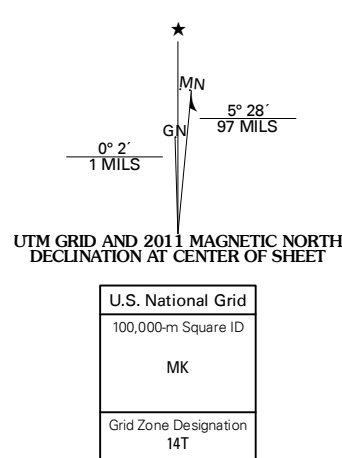 ★
MN
GN
5° 28´
97 MILS
0° 2´
1 MILS
UTM GRID AND 2011 MAGNETIC NORTH
DECLINATION AT CENTER OF SHEET
U.S. National Grid
100,000-m Square ID
MK
Grid Zone Designation
14T